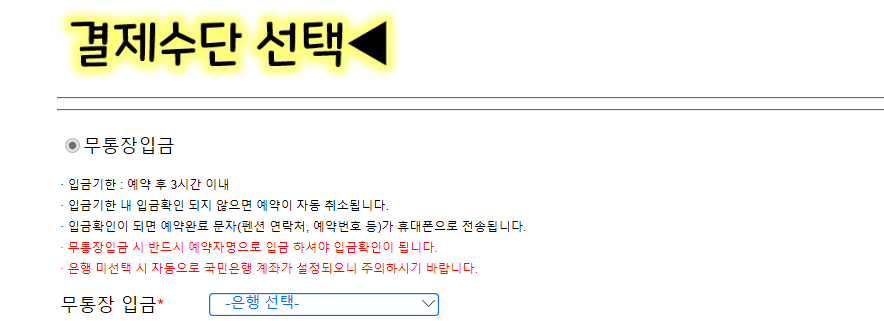 결제수단 선택◀
무통장입금
· 입금기한 : 예약 후 3시간 이내
· 입금기한 내 입금확인 되지 않으면 예약이 자동 취소됩니다.
· 입금확인이 되면 예약완료 문자(펜션 연락처, 예약번호 등)가 휴대폰으로 전송됩니다.
· 무통장입금 시 반드시 예약자명으로 입금 하셔야 입금확인이 됩니다.
· 은행 미선택 시 자동으로 국민은행 계좌가 설정되오니 주의하시기 바랍니다.
무통장 입금* -은행 선택-